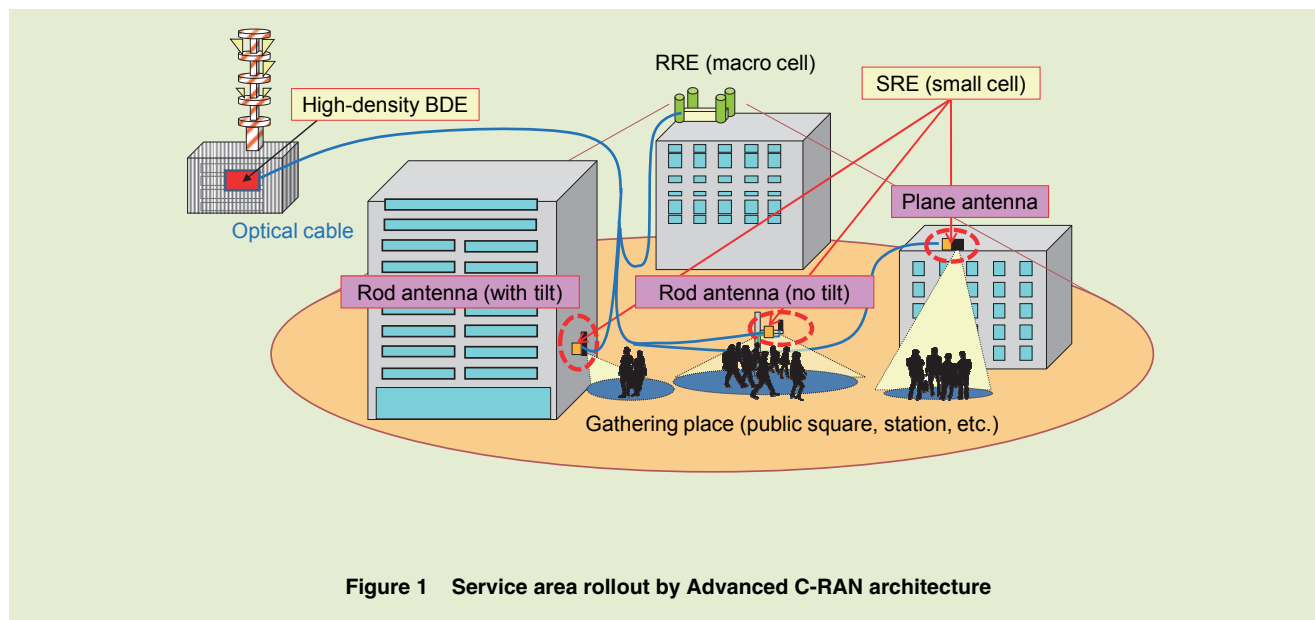 RRE (macro cell)
SRE (small cell)
High-density BDE
Plane antenna
Optical cable
Rod antenna (with tilt)
Rod antenna (no tilt)
Gathering place (public square, station, etc.)
Figure 1 Service area rollout by Advanced C-RAN architecture